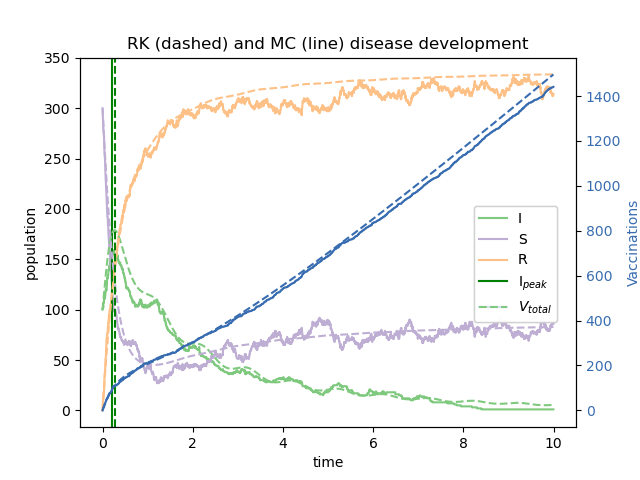 RK (dashed) and MC (line) disease development
350
300
250
200
150
100
50
0
population
1400
1200
1000
800
600
400
200
0
Vaccinations
I
S
R
I_peak
V_total
0 2 4 6 8 10
time